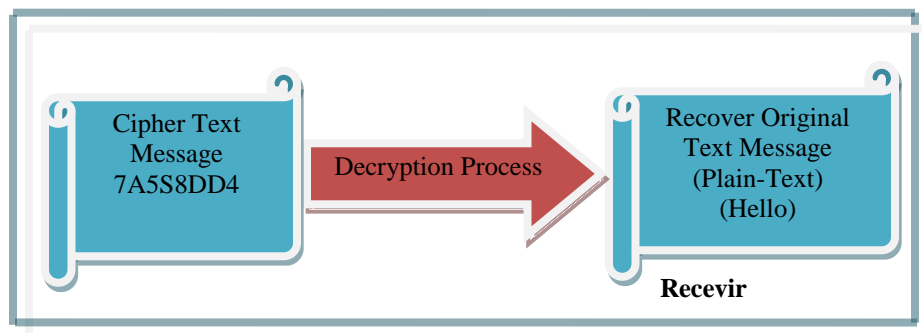 Cipher Text
Message
7A5S8DD4
Decryption Process
Recover Original
Text Message
(Plain-Text)
(Hello)
Recevir